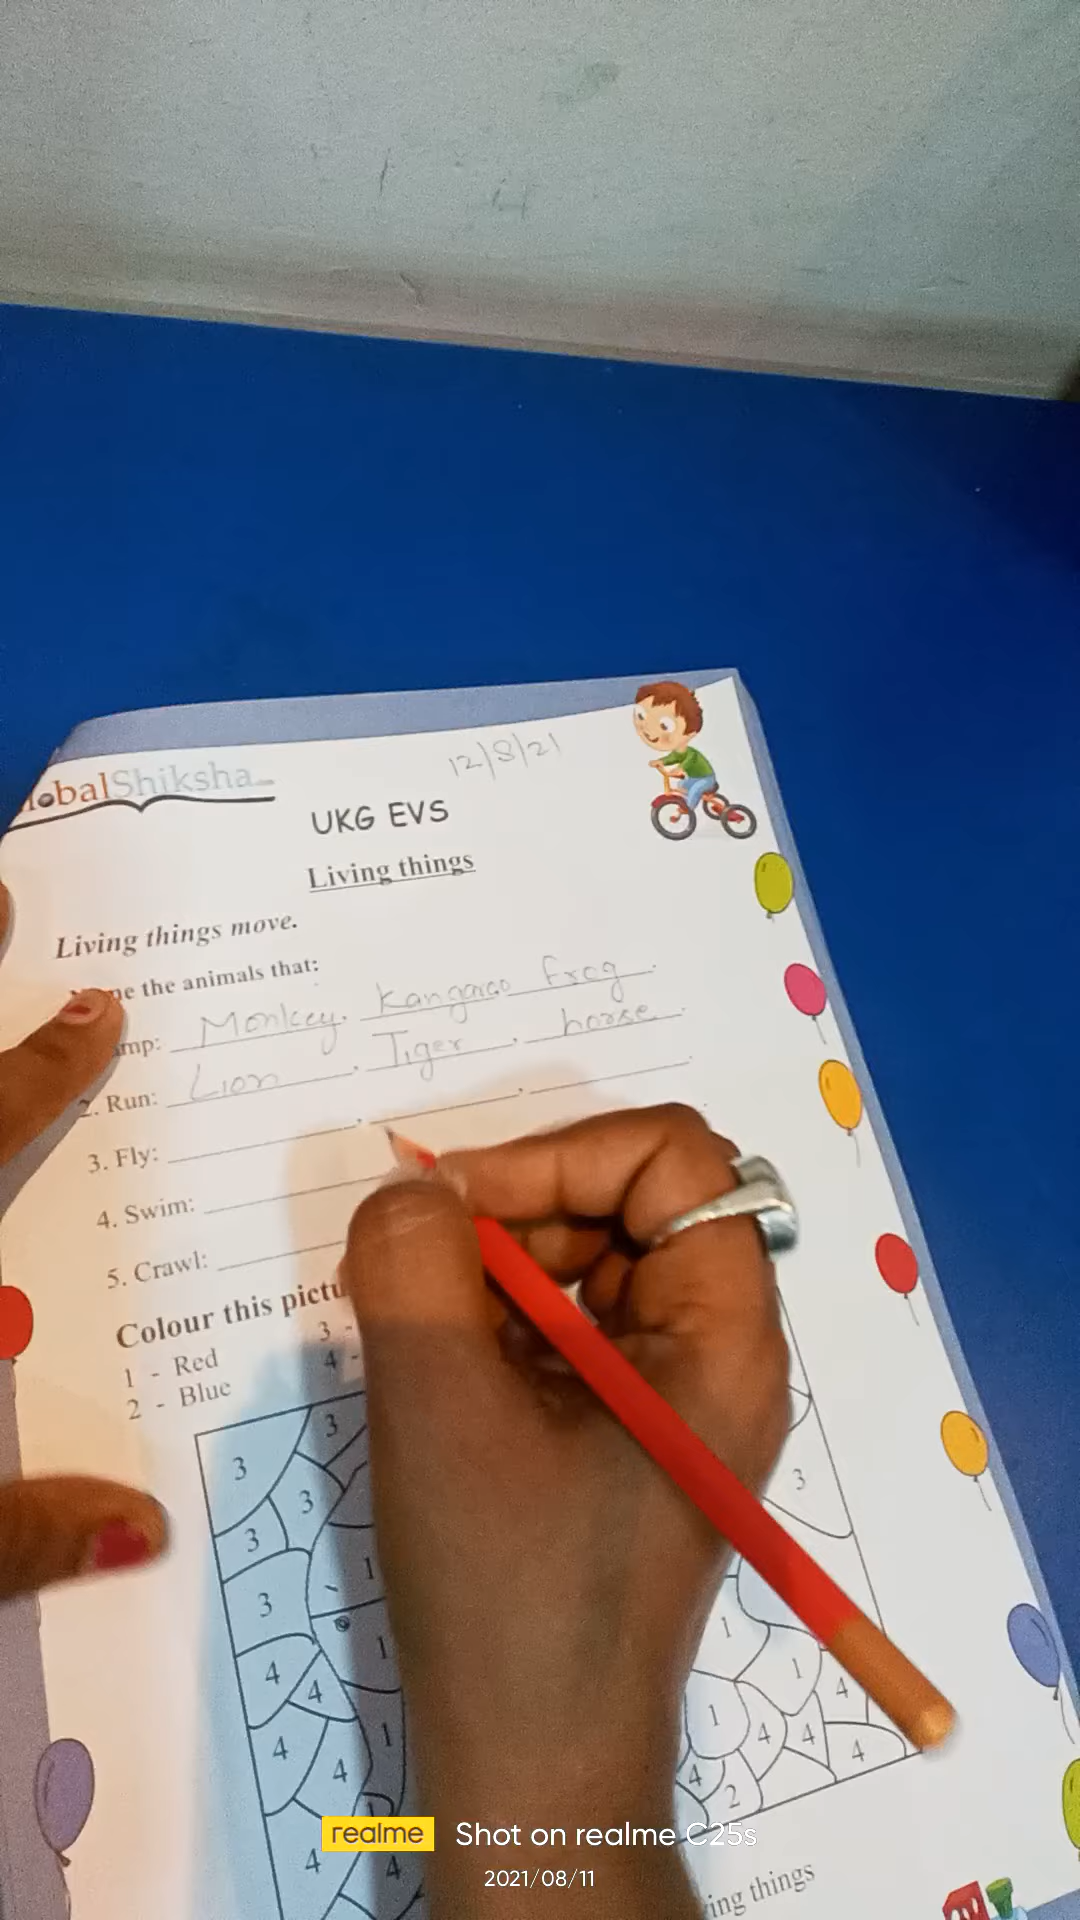 lobalShiksha
12/8/21
UKG EVS
Living things
Living things move.
the animals that:
mp: Monkey. Kangaroo Frog.
2. Run: Lion, Tiger, horse.
3. Fly:
4. Swim:
5. Crawl:
Colour this pictu
1 - Red 3 -
2 - Blue 4 -
3 3
3
3
3 1
3
1
1
4 4
1
4
4 1
4 4 4
1
4
4
2
4
4
ing things
realme Shot on realme C25s
2021/08/11